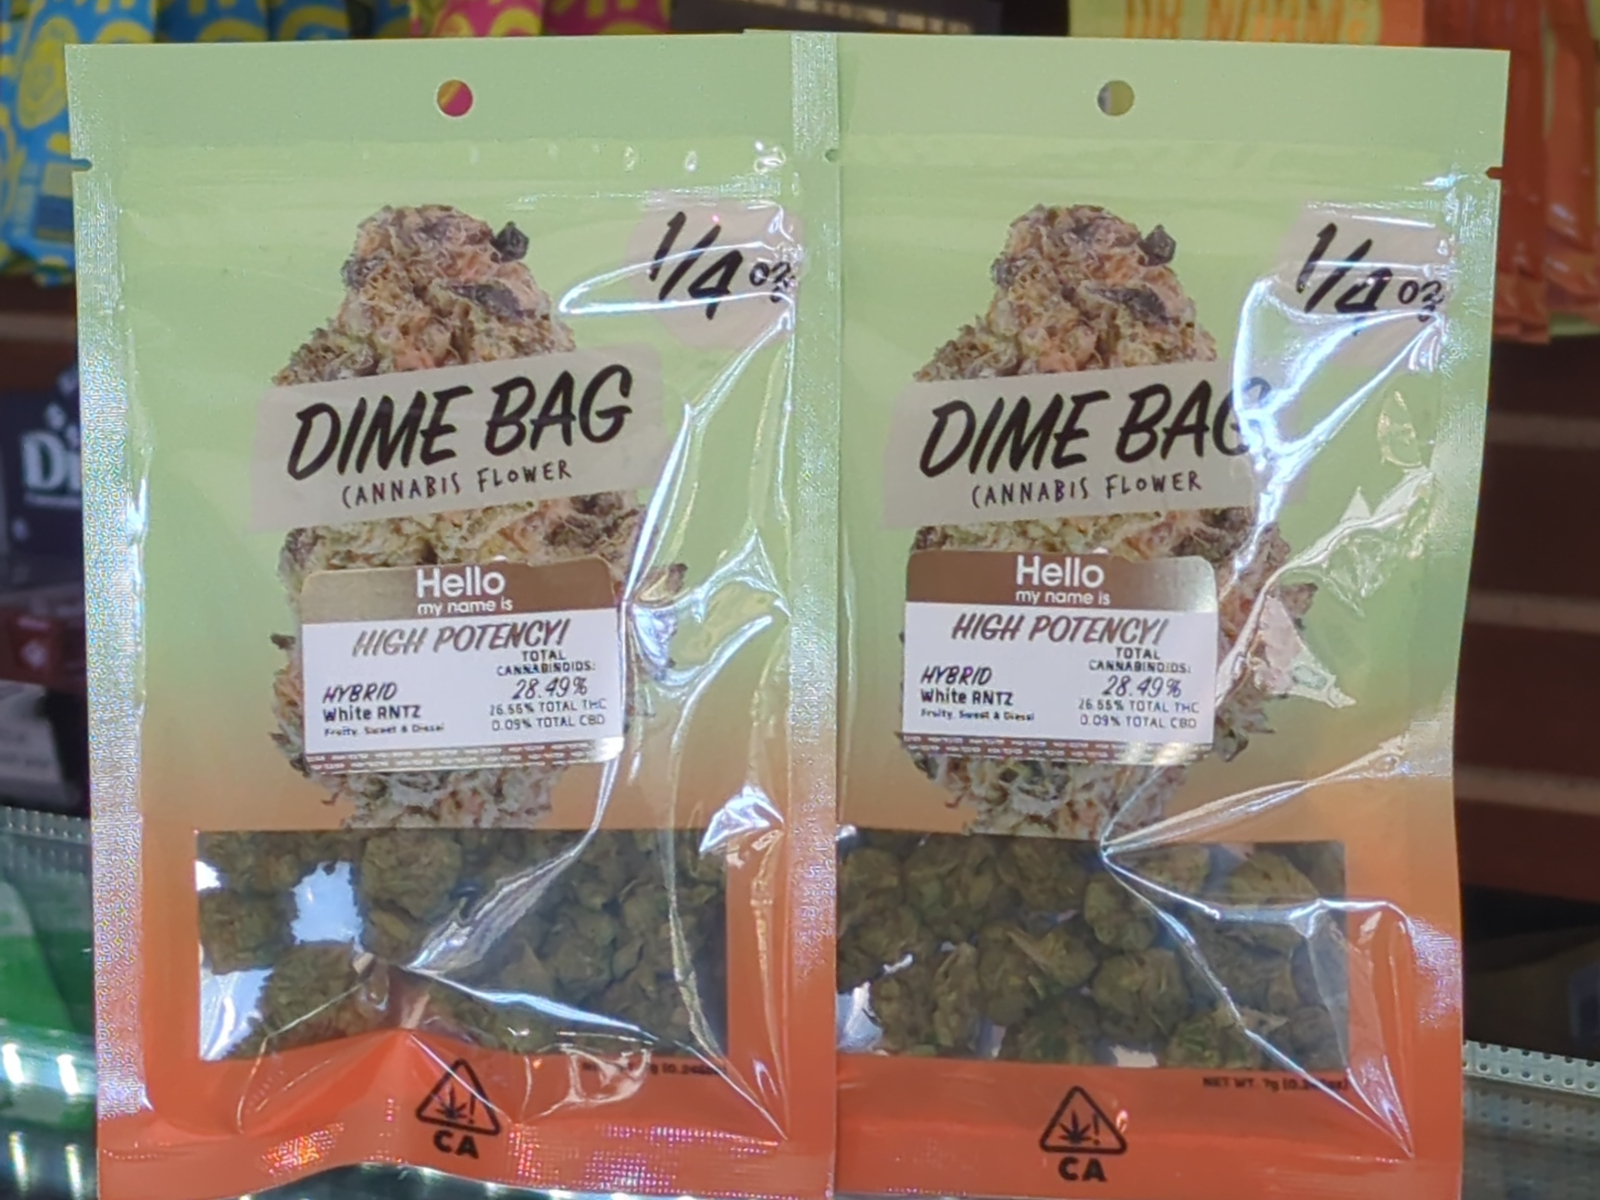 DR. NORM'S
1/4 oz
DIME BAG
CANNABIS FLOWER
Hello
my name is
HIGH POTENCY!
TOTAL
CANNABINOIDS:
HYBRID
28.49%
White RNTZ
26.55% TOTAL THC
Fruity, Sweet & Diesel
0.09% TOTAL CBD
CA
1/4 oz
DIME BAG
CANNABIS FLOWER
Hello
my name is
HIGH POTENCY!
TOTAL
CANNABINOIDS:
HYBRID
28.49%
White RNTZ
26.55% TOTAL THC
Fruity, Sweet & Diesel
0.09% TOTAL CBD
NET WT. 7g
CA